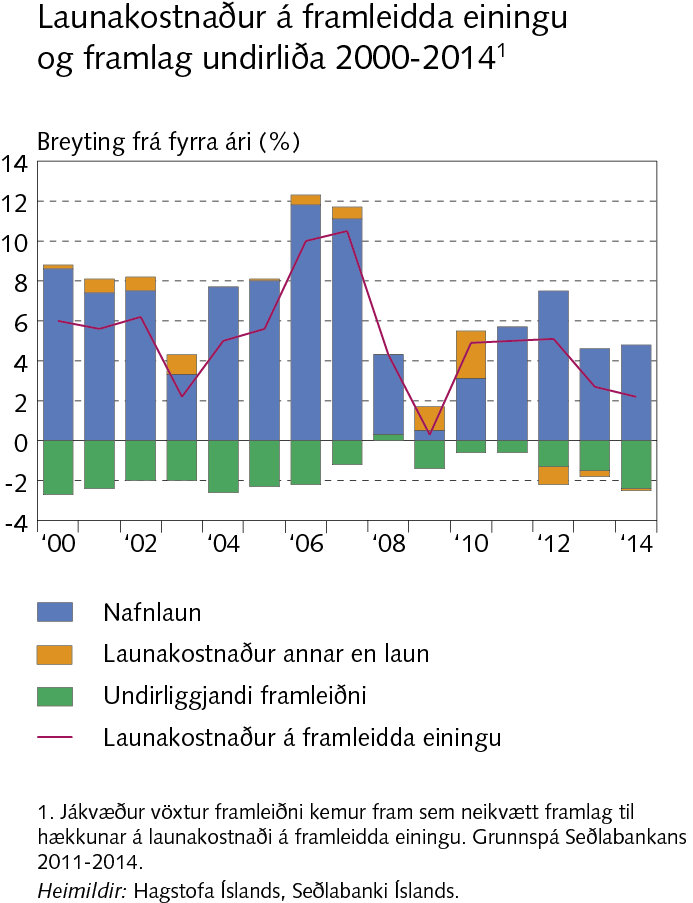 Launakostnaður á framleidda einingu
og framlag undirliða 2000-2014¹
Breyting frá fyrra ári (%)
14
12
10
8
6
4
2
0
-2
-4
‘00 ‘02 ‘04 ‘06 ‘08 ‘10 ‘12 ‘14
Nafnlaun
Launakostnaður annar en laun
Undirliggjandi framleiðni
Launakostnaður á framleidda einingu
1. Jákvæður vöxtur framleiðni kemur fram sem neikvætt framlag til
hækkunar á launakostnaði á framleidda einingu. Grunnspá Seðlabankans
2011-2014.
Heimildir: Hagstofa Íslands, Seðlabanki Íslands.